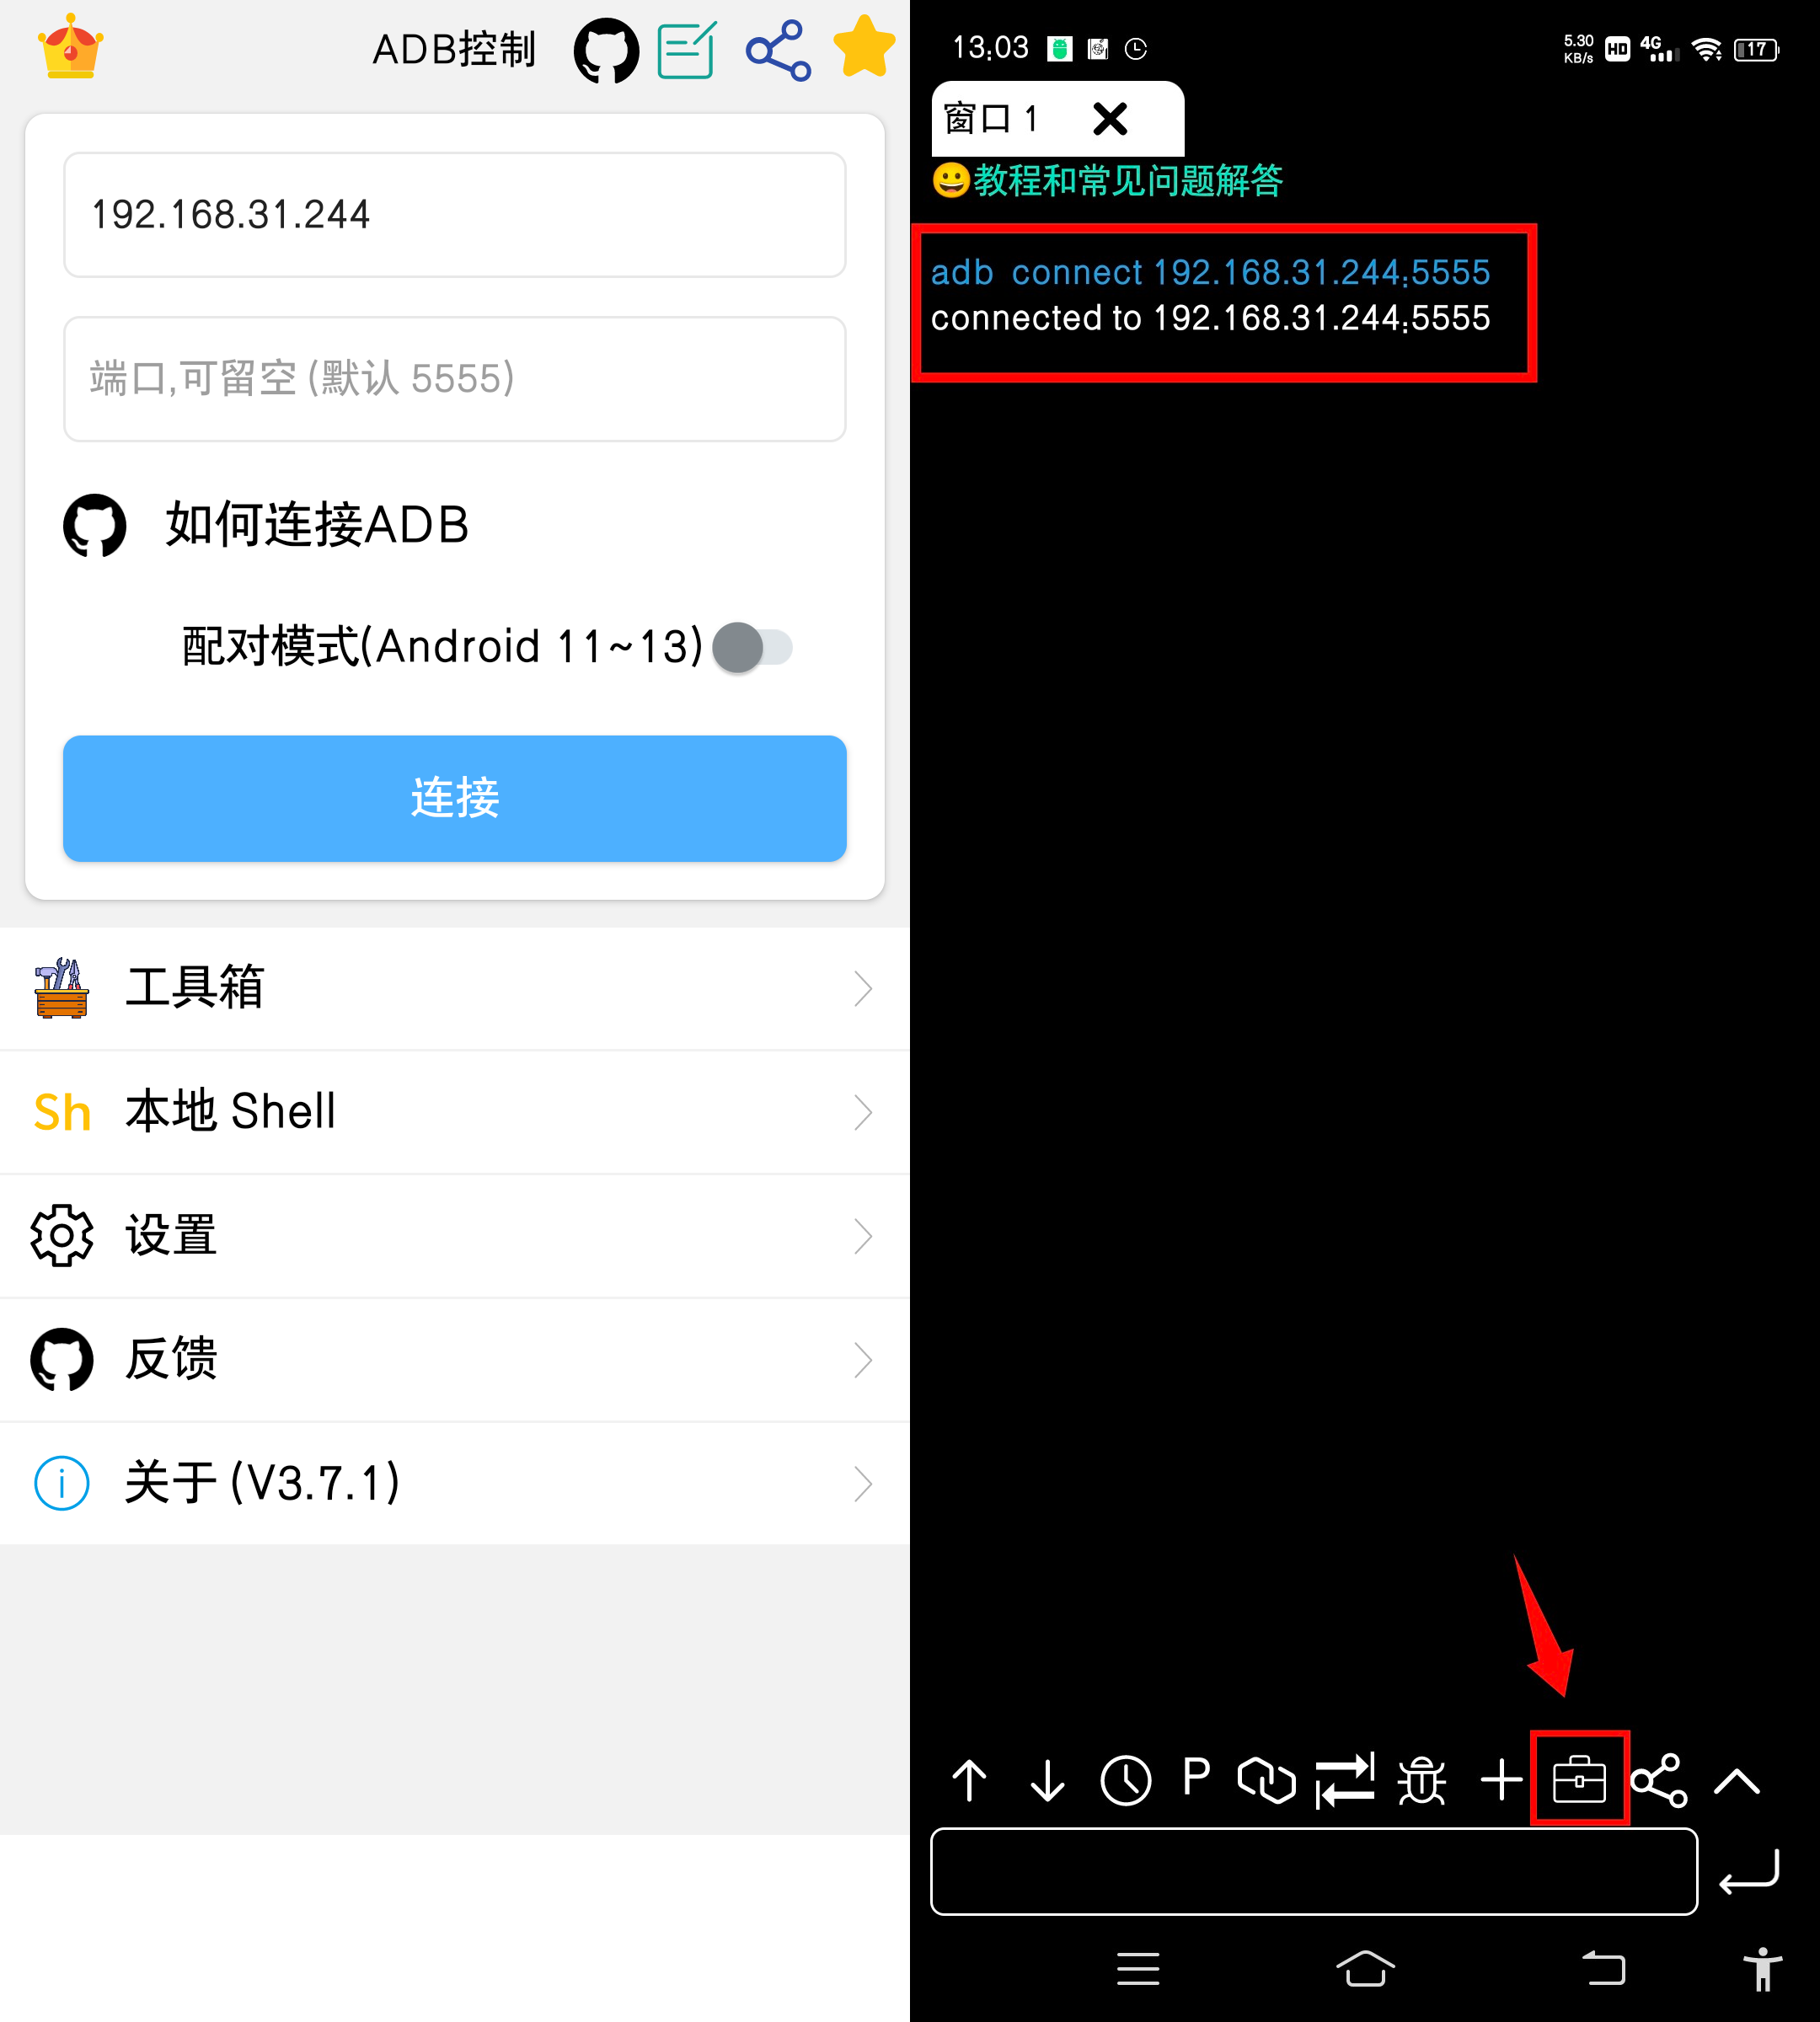 ADB控制
192.168.31.244
端口,可留空 (默认 5555)
如何连接ADB
配对模式(Android 11~13)
连接
工具箱
Sh 本地 Shell
设置
反馈
关于 (V3.7.1)
13:03 5.30 KB/s HD 4G 17
窗口 1
😀教程和常见问题解答
adb connect 192.168.31.244:5555
connected to 192.168.31.244:5555
P